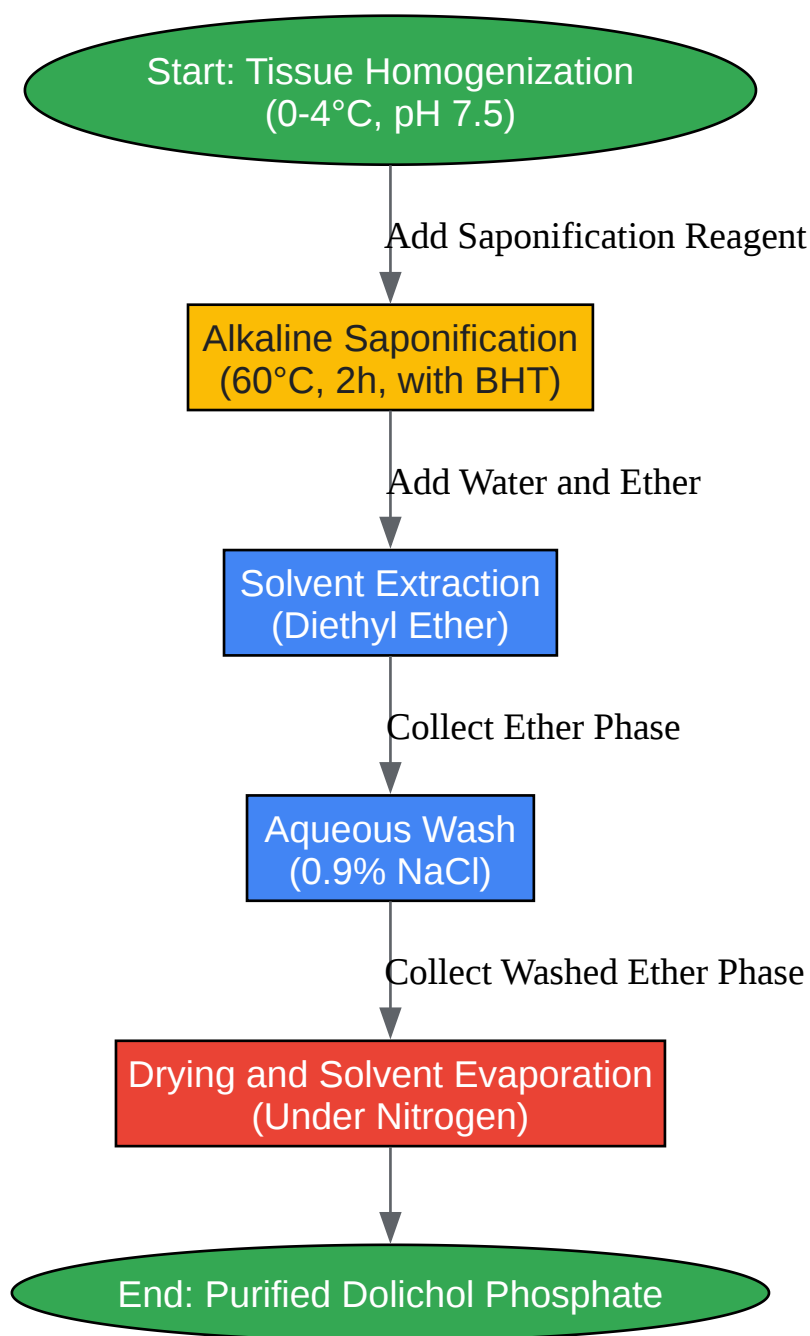 Start: Tissue Homogenization
(0-4°C, pH 7.5)
Add Saponification Reagent
Alkaline Saponification
(60°C, 2h, with BHT)
Add Water and Ether
Solvent Extraction
(Diethyl Ether)
Collect Ether Phase
Aqueous Wash
(0.9% NaCl)
Collect Washed Ether Phase
Drying and Solvent Evaporation
(Under Nitrogen)
End: Purified Dolichol Phosphate